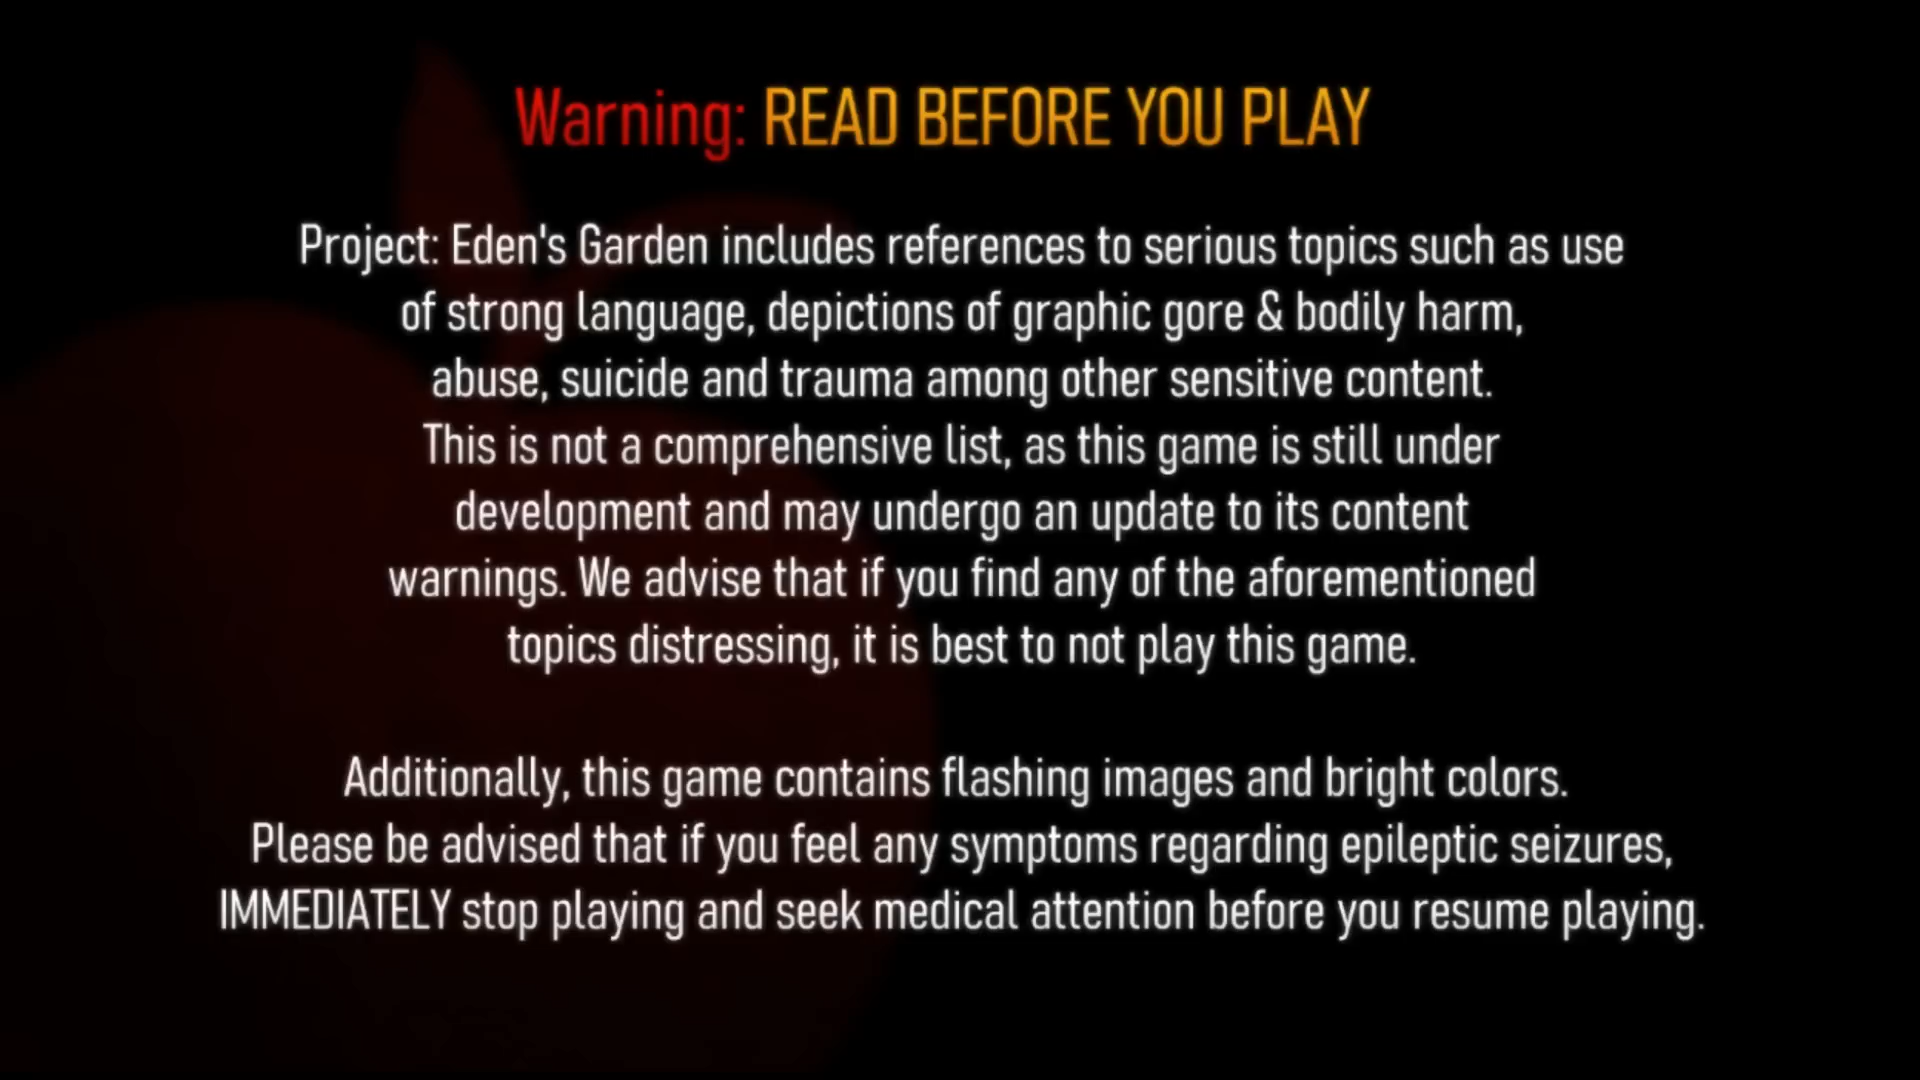 Warning: READ BEFORE YOU PLAY
Project: Eden's Garden includes references to serious topics such as use
of strong language, depictions of graphic gore & bodily harm,
abuse, suicide and trauma among other sensitive content.
This is not a comprehensive list, as this game is still under
development and may undergo an update to its content
warnings. We advise that if you find any of the aforementioned
topics distressing, it is best to not play this game.
Additionally, this game contains flashing images and bright colors.
Please be advised that if you feel any symptoms regarding epileptic seizures,
IMMEDIATELY stop playing and seek medical attention before you resume playing.